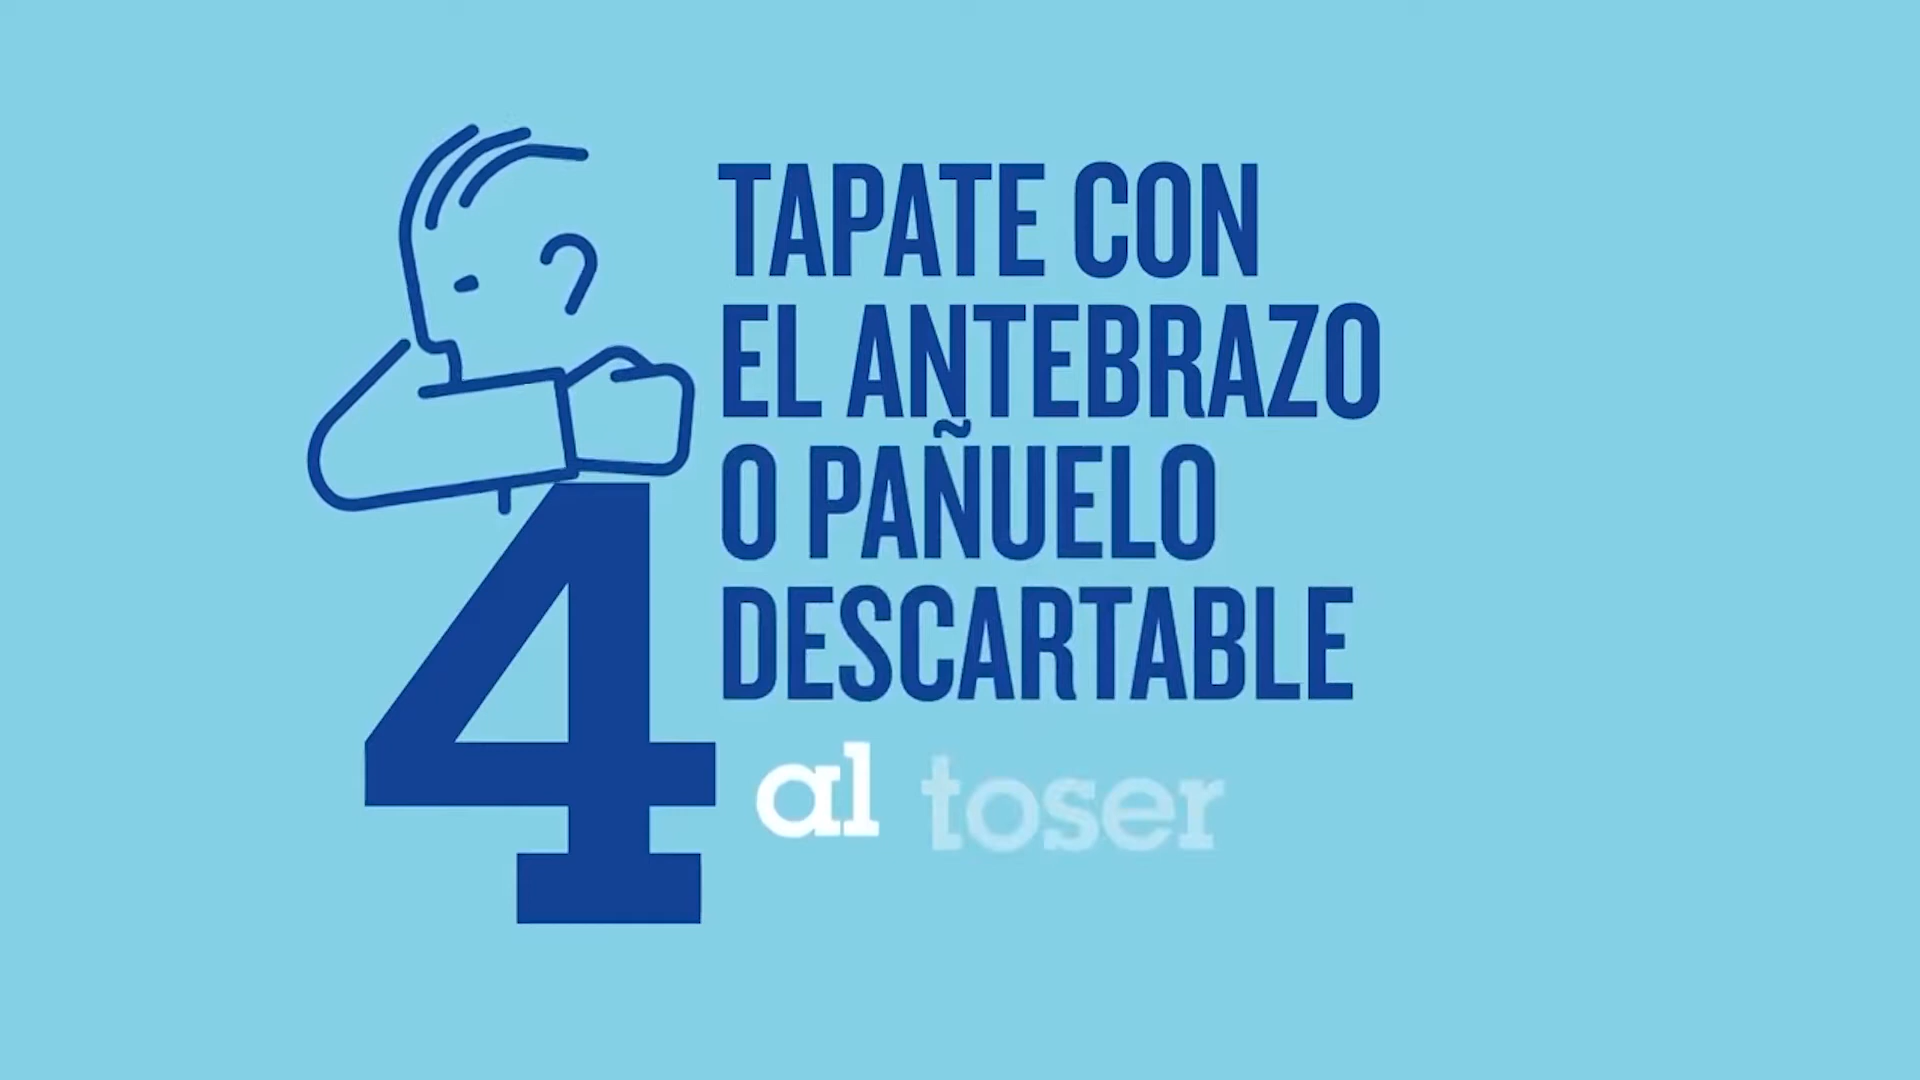 TAPATE CON
EL ANTEBRAZO
O PAÑUELO
DESCARTABLE
4
al toser